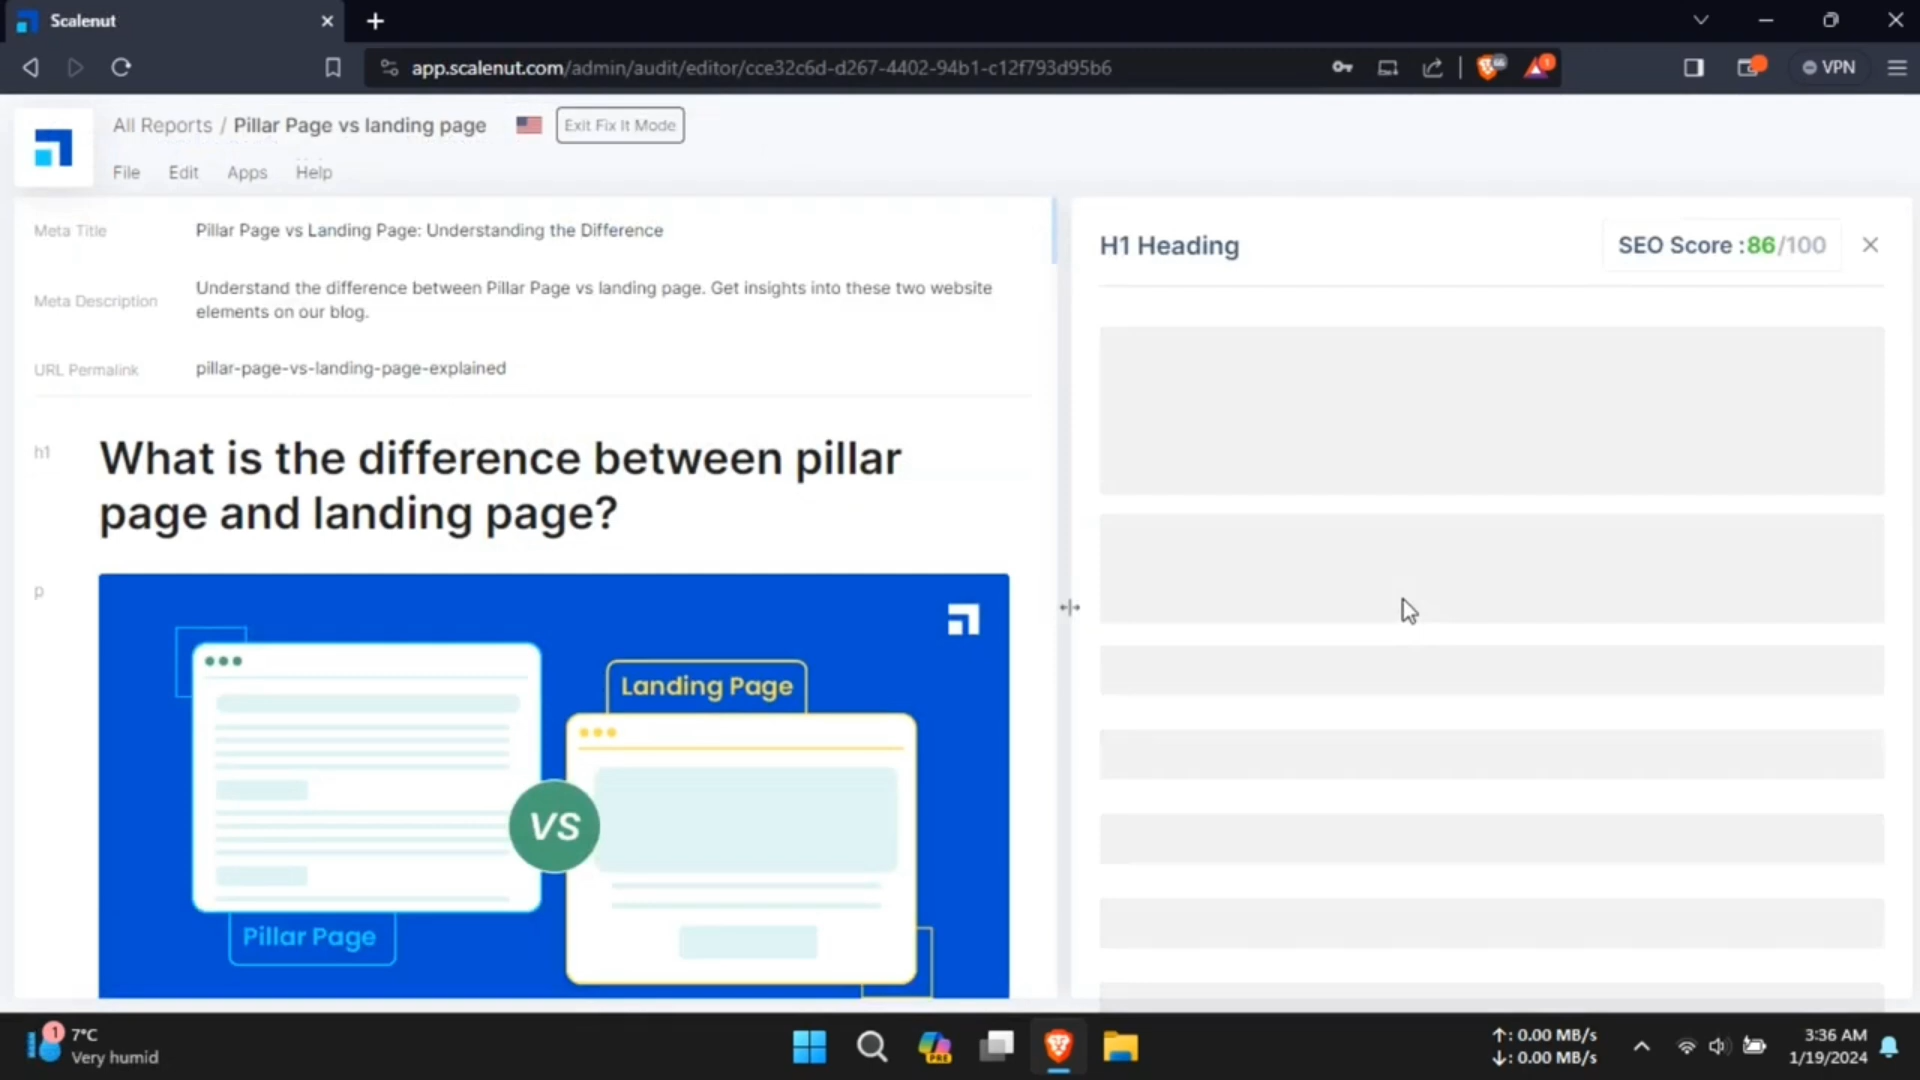 Scalenut
app.scalenut.com/admin/audit/editor/cce32c6d-d267-4402-94b1-c12f793d95b6
66
1
VPN
All Reports / Pillar Page vs landing page
Exit Fix It Mode
File Edit Apps Help
Meta Title
Pillar Page vs Landing Page: Understanding the Difference
Meta Description
Understand the difference between Pillar Page vs landing page. Get insights into these two website
elements on our blog.
URL Permalink
pillar-page-vs-landing-page-explained
h1
What is the difference between pillar
page and landing page?
p
Landing Page
VS
Pillar Page
H1 Heading
SEO Score :86/100
1
7°C
Very humid
PRE
↑: 0.00 MB/s
↓: 0.00 MB/s
3:36 AM
1/19/2024